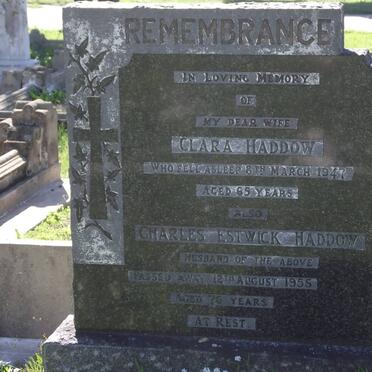 REMEMBRANCE
IN LOVING MEMORY
OF
MY DEAR WIFE
CLARA HADDOW
WHO FELL ASLEEP 8TH MARCH 1947
AGED 65 YEARS
ALSO
CHARLES ESTWICK HADDOW
HUSBAND OF THE ABOVE
PASSED AWAY 12TH AUGUST 1955
AGED 76 YEARS
AT REST.